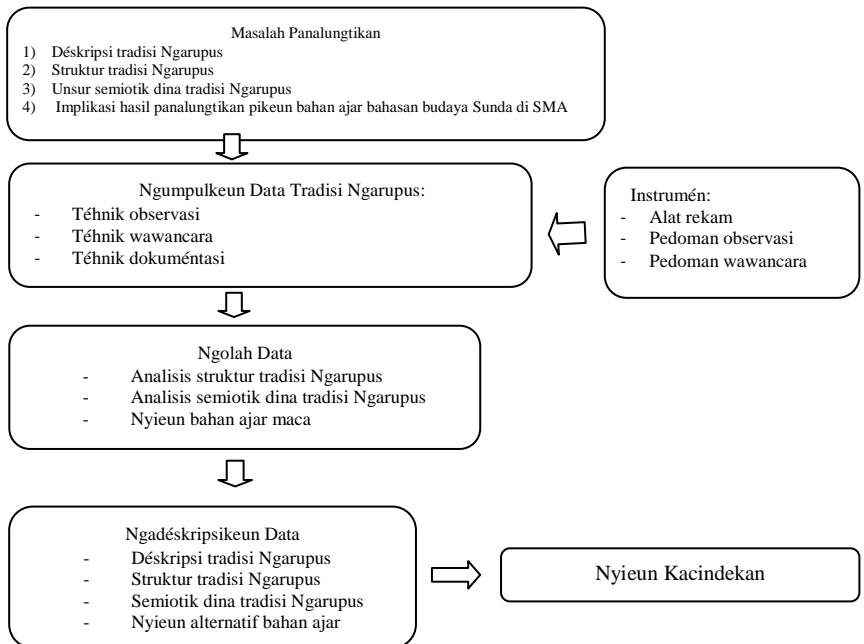 Masalah Panalungtikan
1) Déskripsi tradisi Ngarupus
2) Struktur tradisi Ngarupus
3) Unsur semiotik dina tradisi Ngarupus
4) Implikasi hasil panalungtikan pikeun bahan ajar bahasan budaya Sunda di SMA
Ngumpulkeun Data Tradisi Ngarupus:
- Téhnik observasi
- Téhnik wawancara
- Téhnik dokuméntasi
Instrumén:
- Alat rekam
- Pedoman observasi
- Pedoman wawancara
Ngolah Data
- Analisis struktur tradisi Ngarupus
- Analisis semiotik dina tradisi Ngarupus
- Nyieun bahan ajar maca
Ngadéskripsikeun Data
- Déskripsi tradisi Ngarupus
- Struktur tradisi Ngarupus
- Semiotik dina tradisi Ngarupus
- Nyieun alternatif bahan ajar
Nyieun Kacindekan